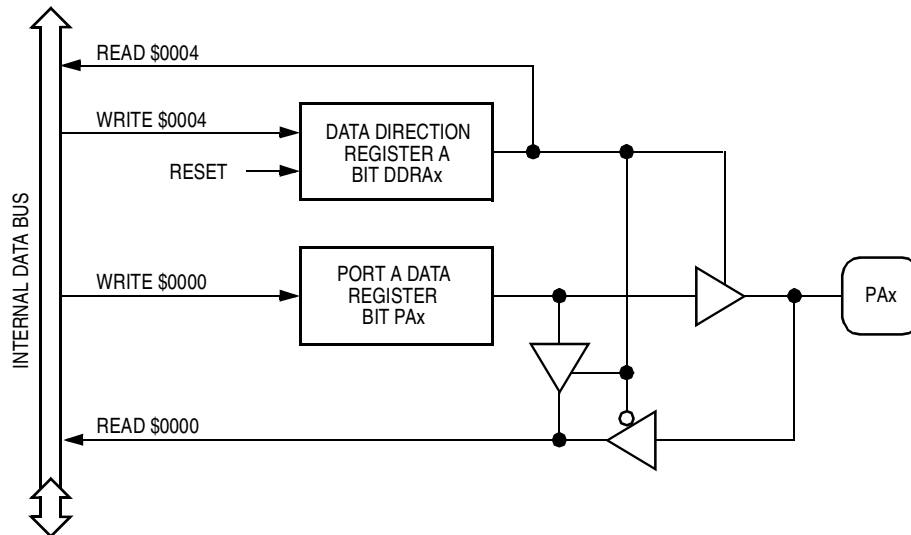 READ $0004
WRITE $0004
DATA DIRECTION
REGISTER A
BIT DDRAx
RESET
INTERNAL DATA BUS
WRITE $0000
PORT A DATA
REGISTER
BIT PAx
PAx
READ $0000